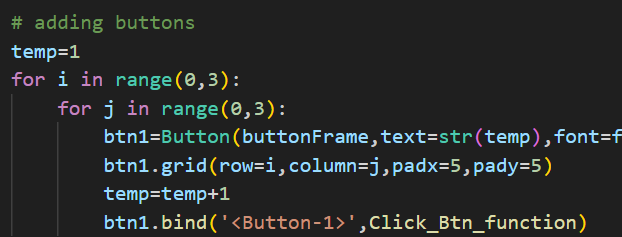 # adding buttons
temp=1
for i in range(0,3):
    for j in range(0,3):
        btn1=Button(buttonFrame,text=str(temp),font=f
        btn1.grid(row=i,column=j,padx=5,pady=5)
        temp=temp+1
        btn1.bind('<Button-1>',Click_Btn_function)